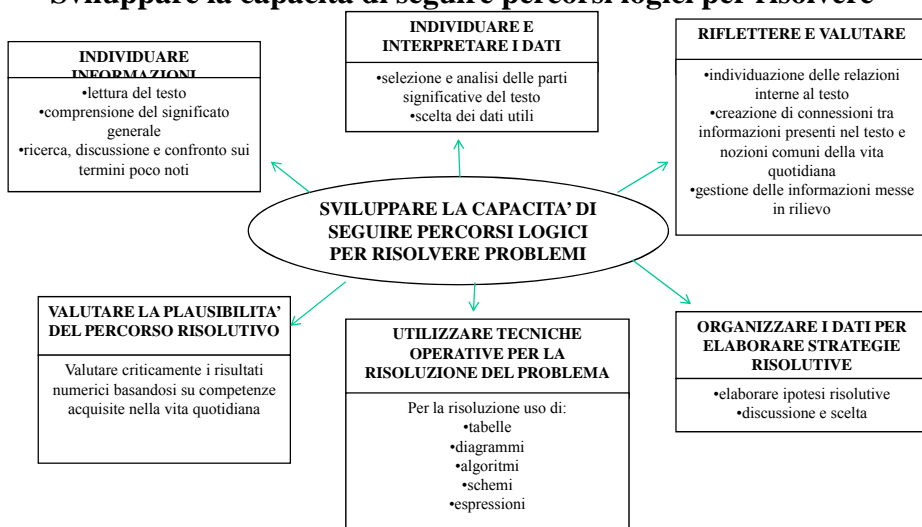 Sviluppare la capacità di seguire percorsi logici per risolvere
INDIVIDUARE
INFORMAZIONI
•lettura del testo
•comprensione del significato
generale
•ricerca, discussione e confronto sui
termini poco noti
INDIVIDUARE E
INTERPRETARE I DATI
•selezione e analisi delle parti
significative del testo
•scelta dei dati utili
RIFLETTERE E VALUTARE
•individuazione delle relazioni
interne al testo
•creazione di connessioni tra
informazioni presenti nel testo e
nozioni comuni della vita
quotidiana
•gestione delle informazioni messe
in rilievo
SVILUPPARE LA CAPACITA’ DI
SEGUIRE PERCORSI LOGICI
PER RISOLVERE PROBLEMI
VALUTARE LA PLAUSIBILITA’
DEL PERCORSO RISOLUTIVO
Valutare criticamente i risultati
numerici basandosi su competenze
acquisite nella vita quotidiana
UTILIZZARE TECNICHE
OPERATIVE PER LA
RISOLUZIONE DEL PROBLEMA
Per la risoluzione uso di:
•tabelle
•diagrammi
•algoritmi
•schemi
•espressioni
ORGANIZZARE I DATI PER
ELABORARE STRATEGIE
RISOLUTIVE
•elaborare ipotesi risolutive
•discussione e scelta